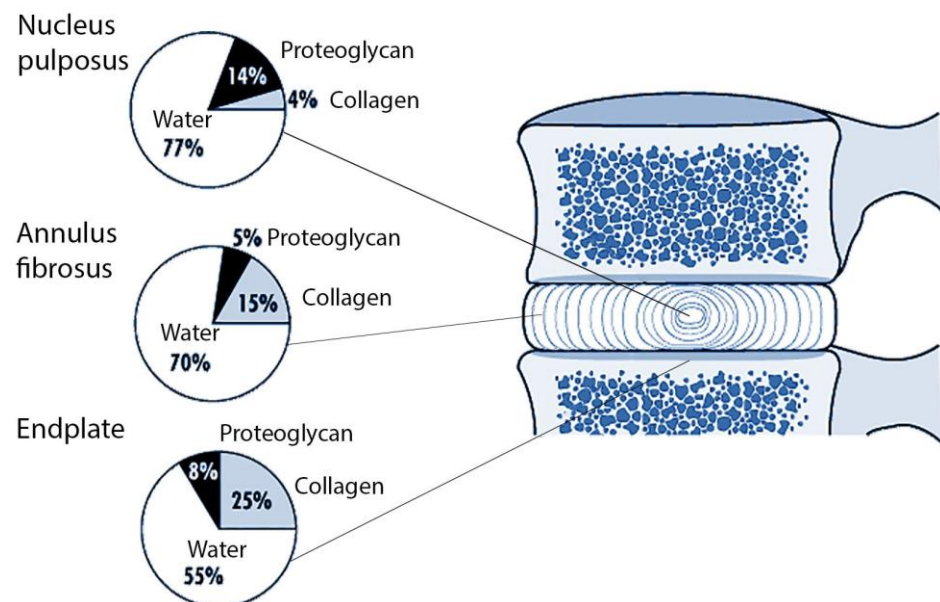 Nucleus
pulposus
Proteoglycan
14%
4% Collagen
Water
77%
Annulus
fibrosus
5% Proteoglycan
Collagen
15%
Water
70%
Endplate
Proteoglycan
8%
Collagen
25%
Water
55%